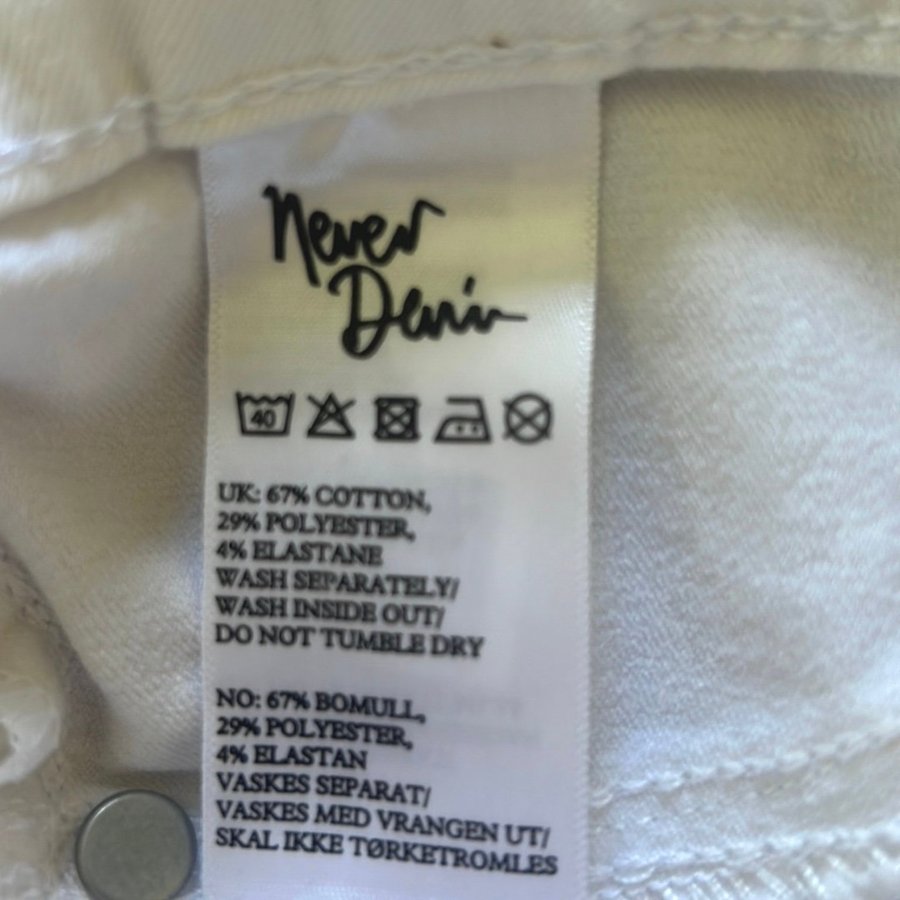 Never
Denim
40
UK: 67% COTTON,
29% POLYESTER,
4% ELASTANE
WASH SEPARATELY/
WASH INSIDE OUT/
DO NOT TUMBLE DRY
NO: 67% BOMULL,
29% POLYESTER,
4% ELASTAN
VASKES SEPARAT/
VASKES MED VRANGEN UT/
SKAL IKKE TØRKETROMLES